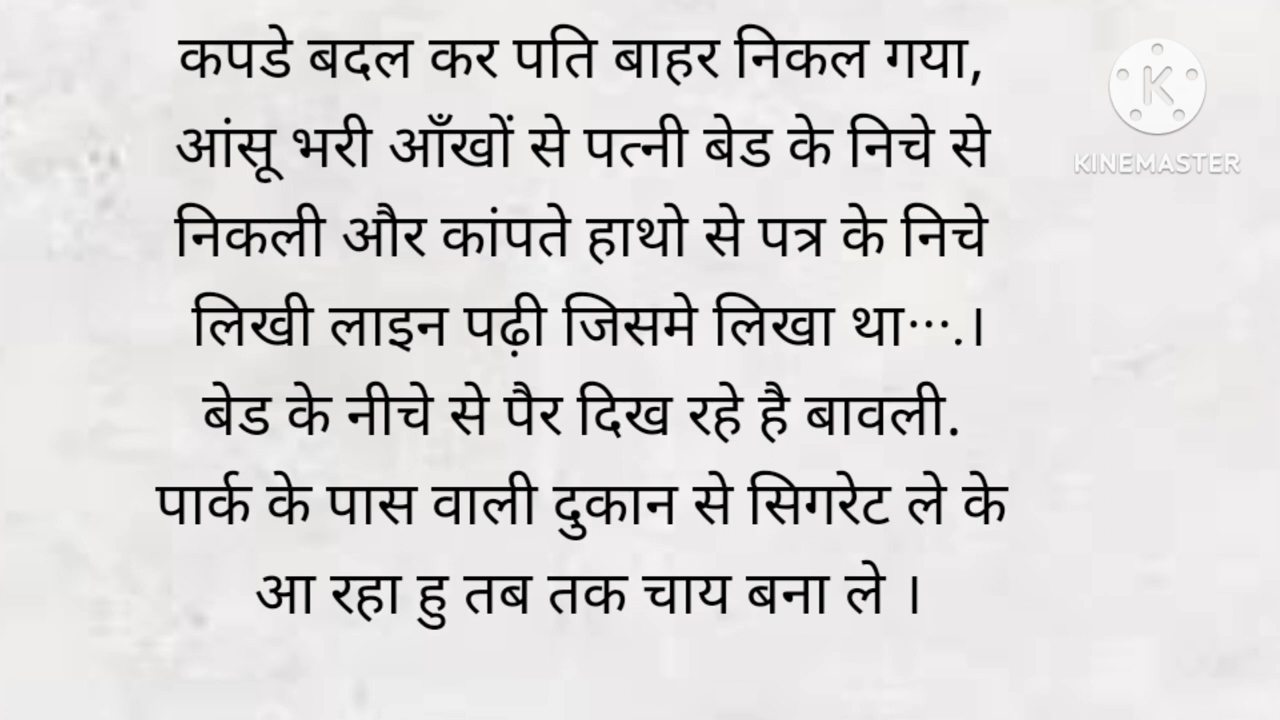 कपडे बदल कर पति बाहर निकल गया,
आंसू भरी आँखों से पत्नी बेड के निचे से
निकली और कांपते हाथो से पत्र के निचे
लिखी लाइन पढ़ी जिसमे लिखा था….।
बेड के नीचे से पैर दिख रहे है बावली.
पार्क के पास वाली दुकान से सिगरेट ले के
आ रहा हु तब तक चाय बना ले ।
K
KINEMASTER